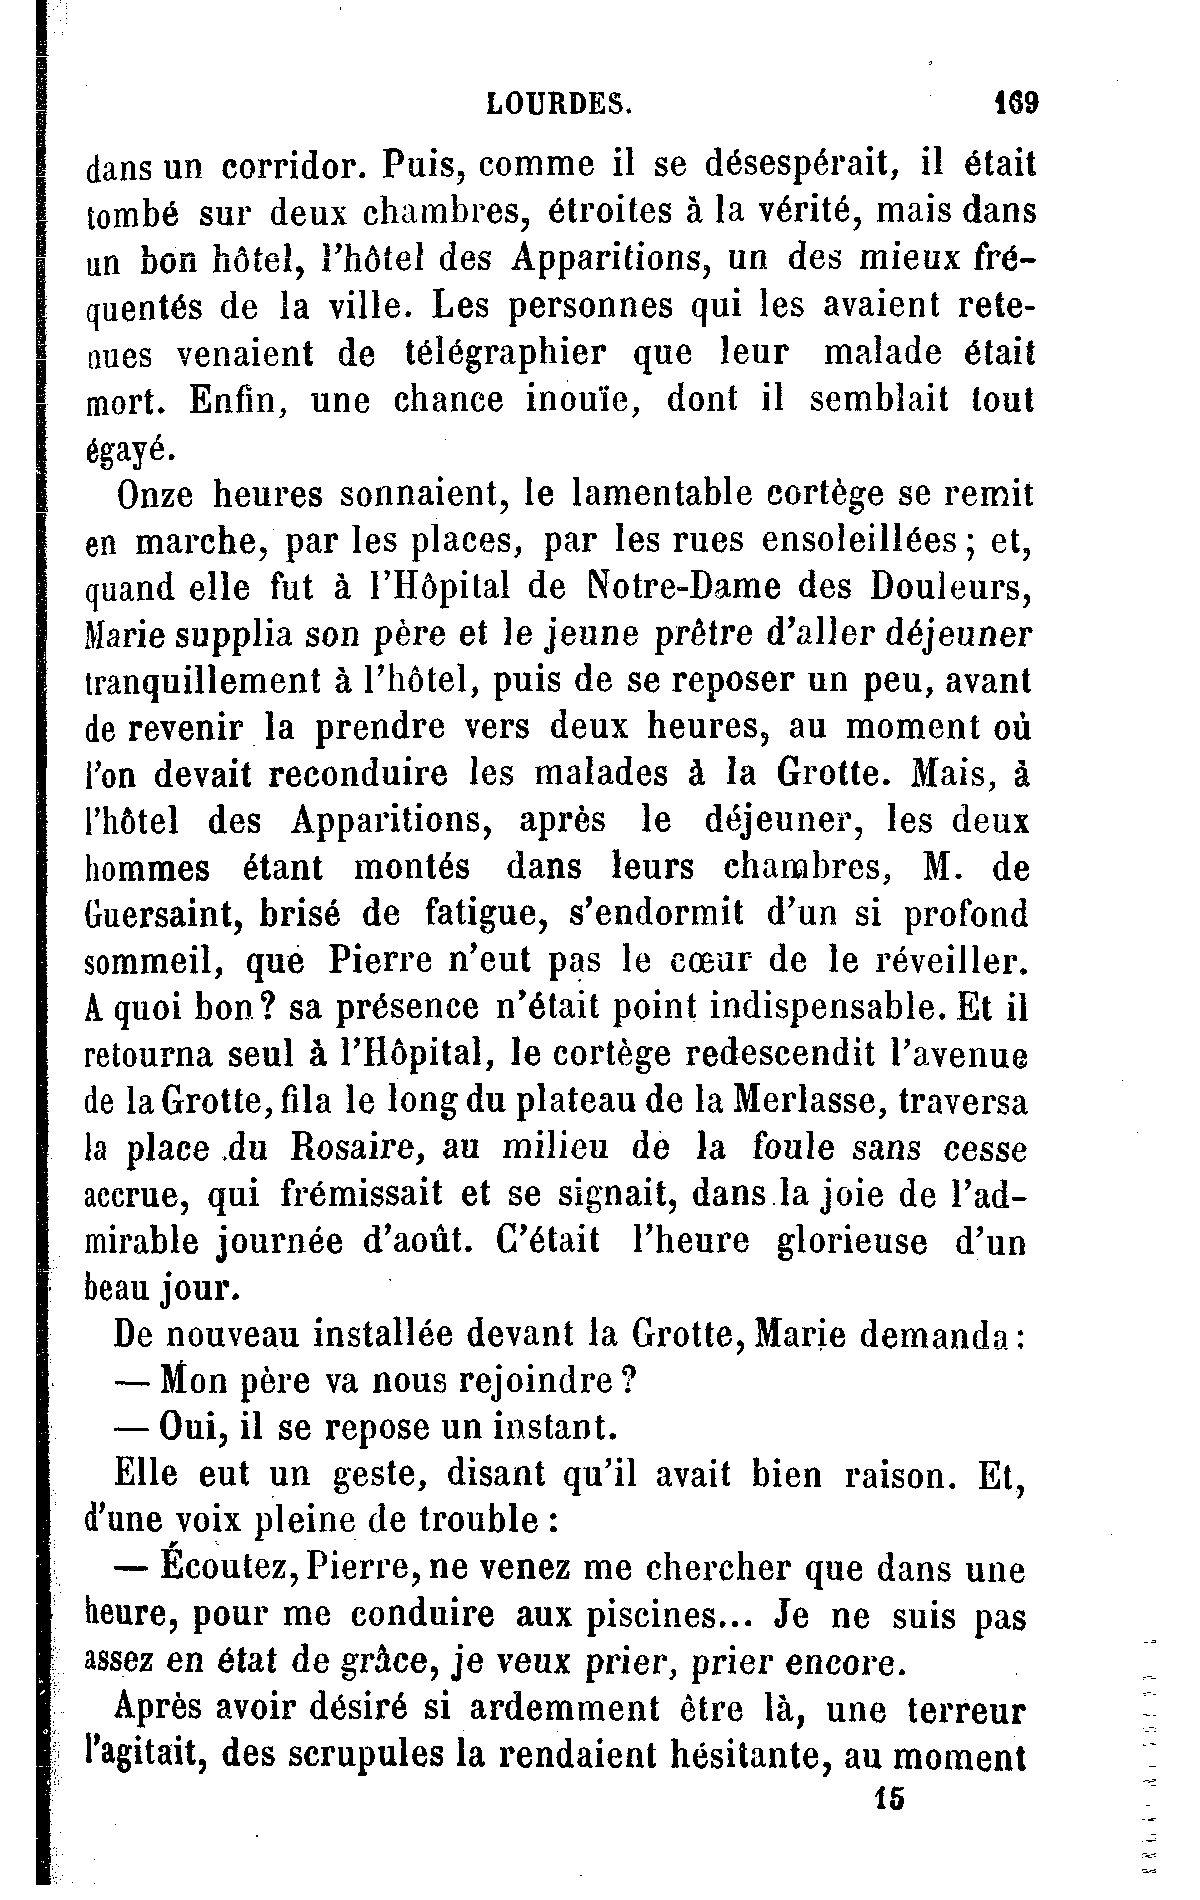 LOURDES. 169
dans un corridor. Puis, comme il se désespérait, il était
tombé sur deux chambres, étroites à la vérité, mais dans
un bon hôtel, l'hôtel des Apparitions, un des mieux fré-
quentés de la ville. Les personnes qui les avaient rete-
nues venaient de télégraphier que leur malade était
mort. Enfin, une chance inouïe, dont il semblait tout
égayé.
Onze heures sonnaient, le lamentable cortège se remit
en marche, par les places, par les rues ensoleillées ; et,
quand elle fut à l'Hôpital de Notre-Dame des Douleurs,
Marie supplia son père et le jeune prêtre d'aller déjeuner
tranquillement à l'hôtel, puis de se reposer un peu, avant
de revenir la prendre vers deux heures, au moment où
l'on devait reconduire les malades à la Grotte. Mais, à
l'hôtel des Apparitions, après le déjeuner, les deux
hommes étant montés dans leurs chambres, M. de
Guersaint, brisé de fatigue, s'endormit d'un si profond
sommeil, que Pierre n'eut pas le cœur de le réveiller.
A quoi bon ? sa présence n'était point indispensable. Et il
retourna seul à l'Hôpital, le cortège redescendit l'avenue
de la Grotte, fila le long du plateau de la Merlasse, traversa
la place du Rosaire, au milieu de la foule sans cesse
accrue, qui frémissait et se signait, dans la joie de l'ad-
mirable journée d'août. C'était l'heure glorieuse d'un
beau jour.
De nouveau installée devant la Grotte, Marie demanda :
— Mon père va nous rejoindre ?
— Oui, il se repose un instant.
Elle eut un geste, disant qu'il avait bien raison. Et,
d'une voix pleine de trouble :
— Écoutez, Pierre, ne venez me chercher que dans une
heure, pour me conduire aux piscines... Je ne suis pas
assez en état de grâce, je veux prier, prier encore.
Après avoir désiré si ardemment être là, une terreur
l'agitait, des scrupules la rendaient hésitante, au moment
15